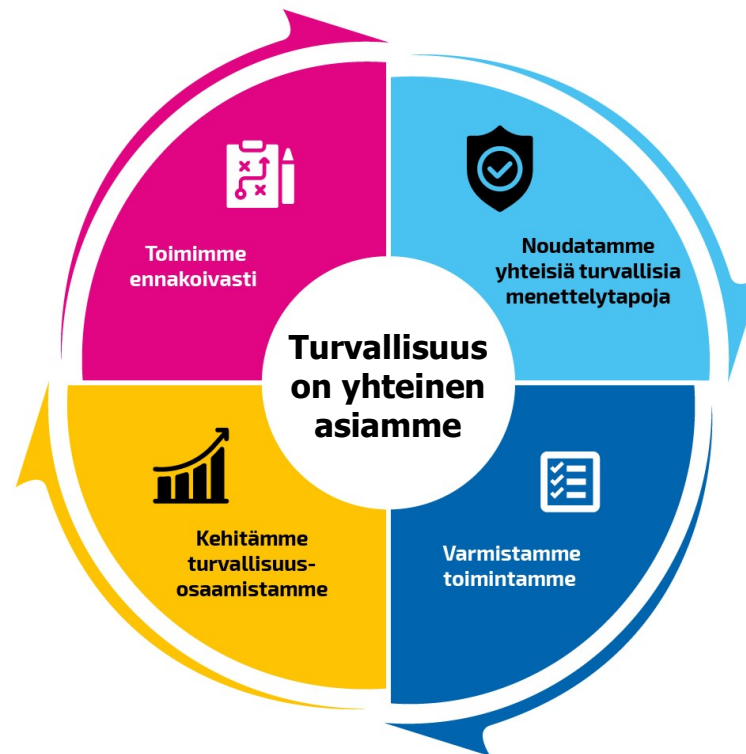 Toimimme
ennakoivasti
Noudatamme
yhteisiä turvallisia
menettelytapoja
Turvallisuus
on yhteinen
asiamme
Kehitämme
turvallisuus-
osaamistamme
Varmistamme
toimintamme